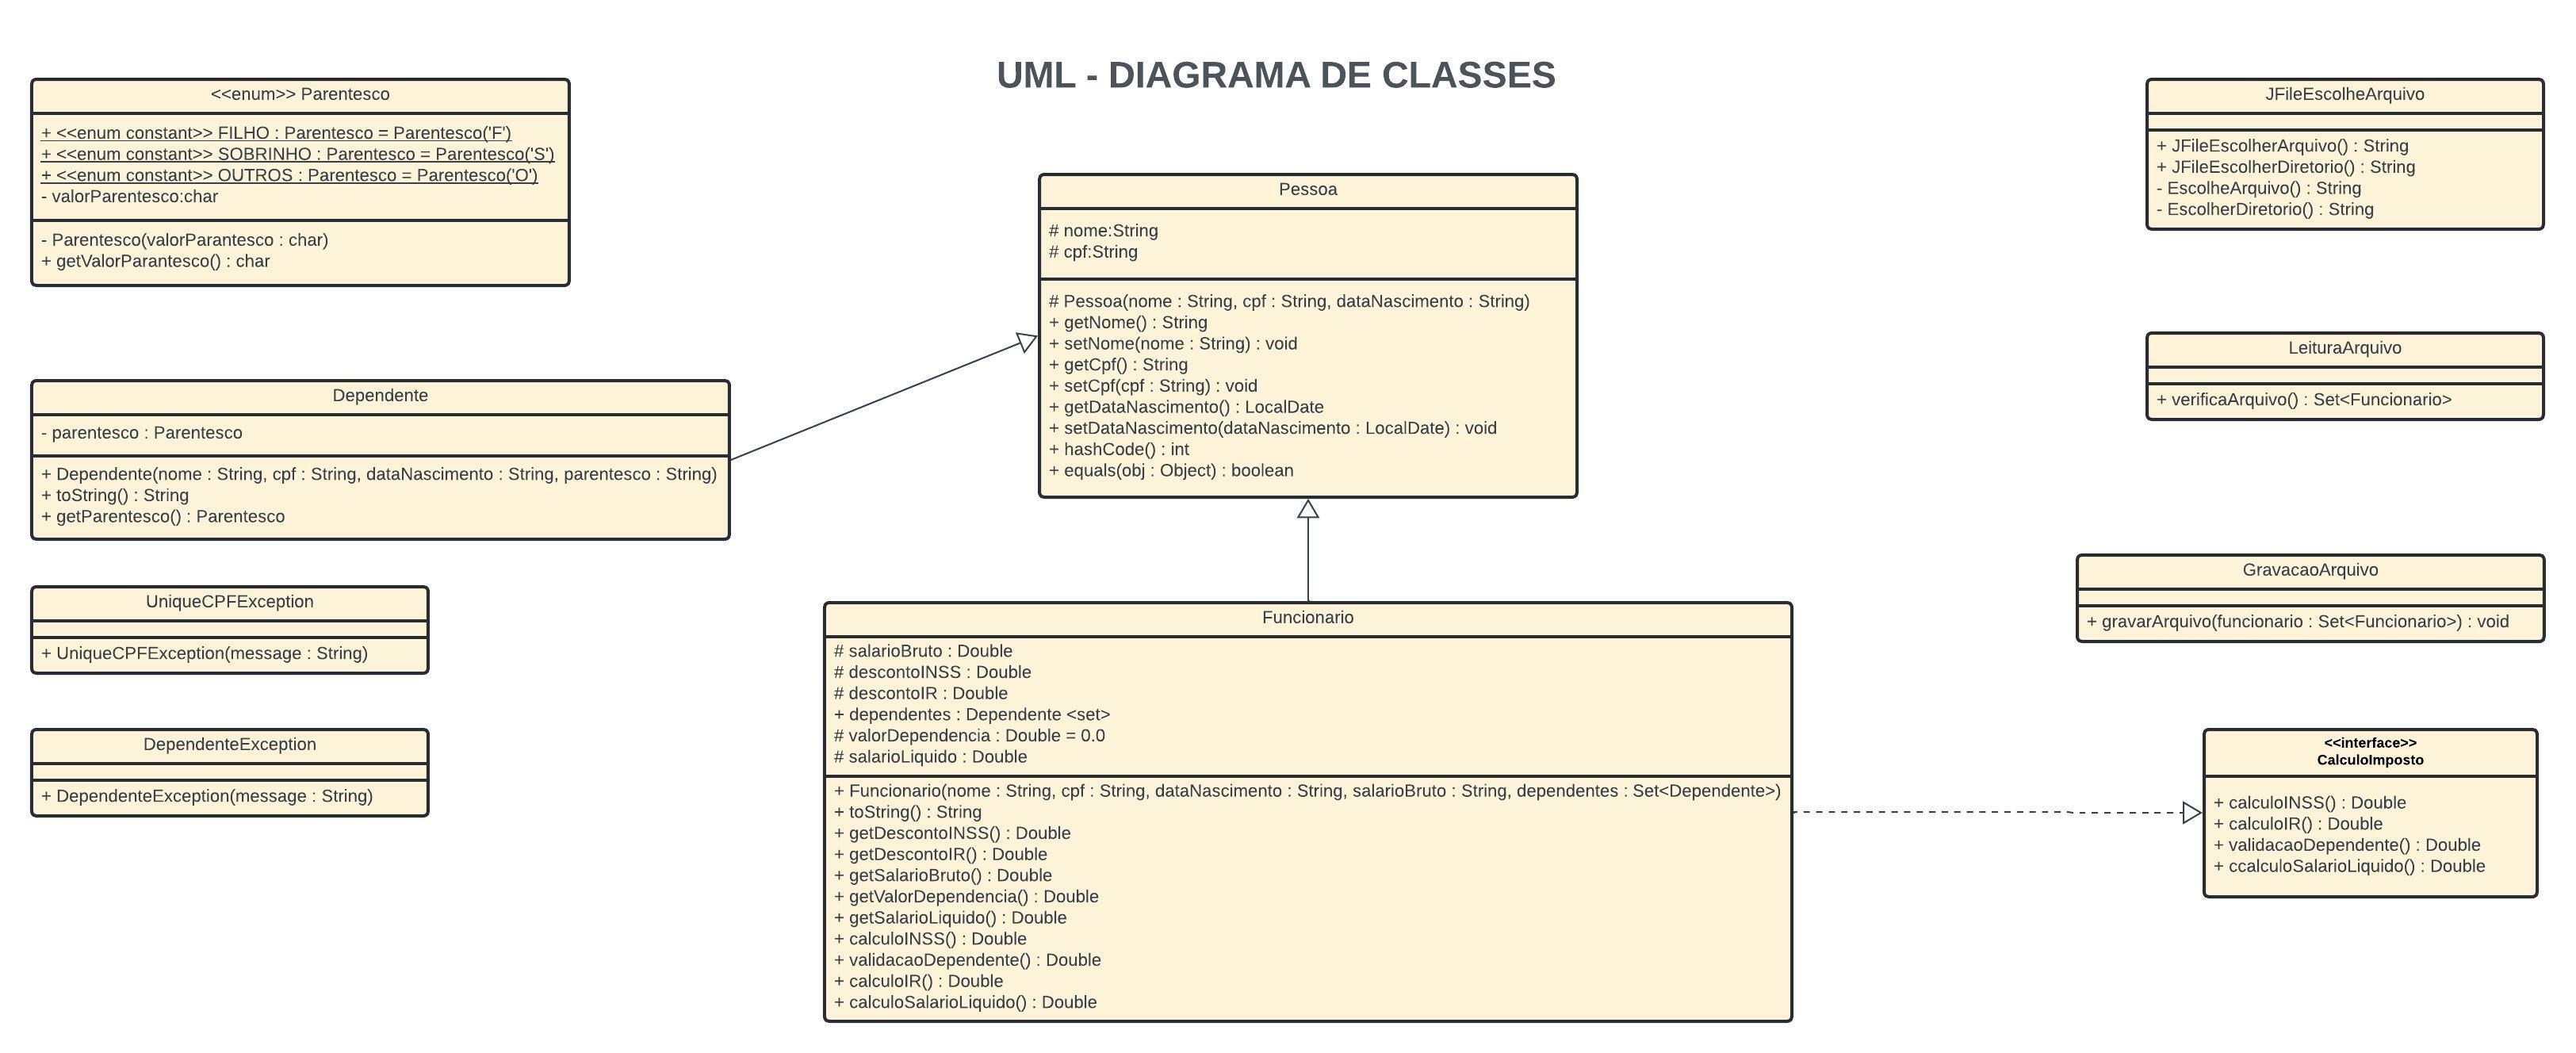 UML - DIAGRAMA DE CLASSES
<<enum>> Parentesco
+ <<enum constant>> FILHO : Parentesco = Parentesco('F')
+ <<enum constant>> SOBRINHO : Parentesco = Parentesco('S')
+ <<enum constant>> OUTROS : Parentesco = Parentesco('O')
- valorParentesco:char
- Parentesco(valorParantesco : char)
+ getValorParantesco() : char
Dependente
- parentesco : Parentesco
+ Dependente(nome : String, cpf : String, dataNascimento : String, parentesco : String)
+ toString() : String
+ getParentesco() : Parentesco
UniqueCPFException
+ UniqueCPFException(message : String)
DependenteException
+ DependenteException(message : String)
Pessoa
# nome:String
# cpf:String
# Pessoa(nome : String, cpf : String, dataNascimento : String)
+ getNome() : String
+ setNome(nome : String) : void
+ getCpf() : String
+ setCpf(cpf : String) : void
+ getDataNascimento() : LocalDate
+ setDataNascimento(dataNascimento : LocalDate) : void
+ hashCode() : int
+ equals(obj : Object) : boolean
Funcionario
# salarioBruto : Double
# descontoINSS : Double
# descontoIR : Double
+ dependentes : Dependente <set>
# valorDependencia : Double = 0.0
# salarioLiquido : Double
+ Funcionario(nome : String, cpf : String, dataNascimento : String, salarioBruto : String, dependentes : Set<Dependente>)
+ toString() : String
+ getDescontoINSS() : Double
+ getDescontoIR() : Double
+ getSalarioBruto() : Double
+ getValorDependencia() : Double
+ getSalarioLiquido() : Double
+ calculoINSS() : Double
+ validacaoDependente() : Double
+ calculoIR() : Double
+ calculoSalarioLiquido() : Double
JFileEscolheArquivo
+ JFileEscolherArquivo() : String
+ JFileEscolherDiretorio() : String
- EscolheArquivo() : String
- EscolherDiretorio() : String
LeituraArquivo
+ verificaArquivo() : Set<Funcionario>
GravacaoArquivo
+ gravarArquivo(funcionario : Set<Funcionario>) : void
<<interface>>
CalculoImposto
+ calculoINSS() : Double
+ calculoIR() : Double
+ validacaoDependente() : Double
+ ccalculoSalarioLiquido() : Double